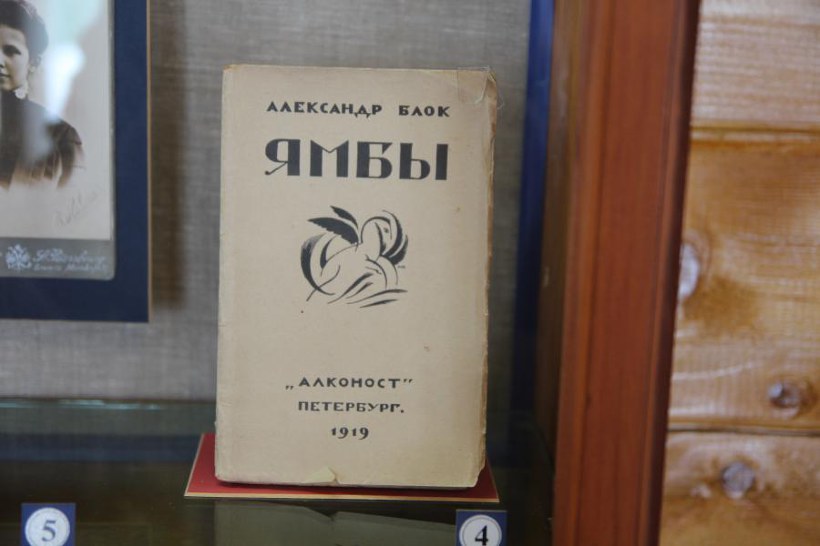 АЛЕКСАНДР БЛОК
ЯМБЫ
„АЛКОНОСТ”
ПЕТЕРБУРГ.
1919
5
4